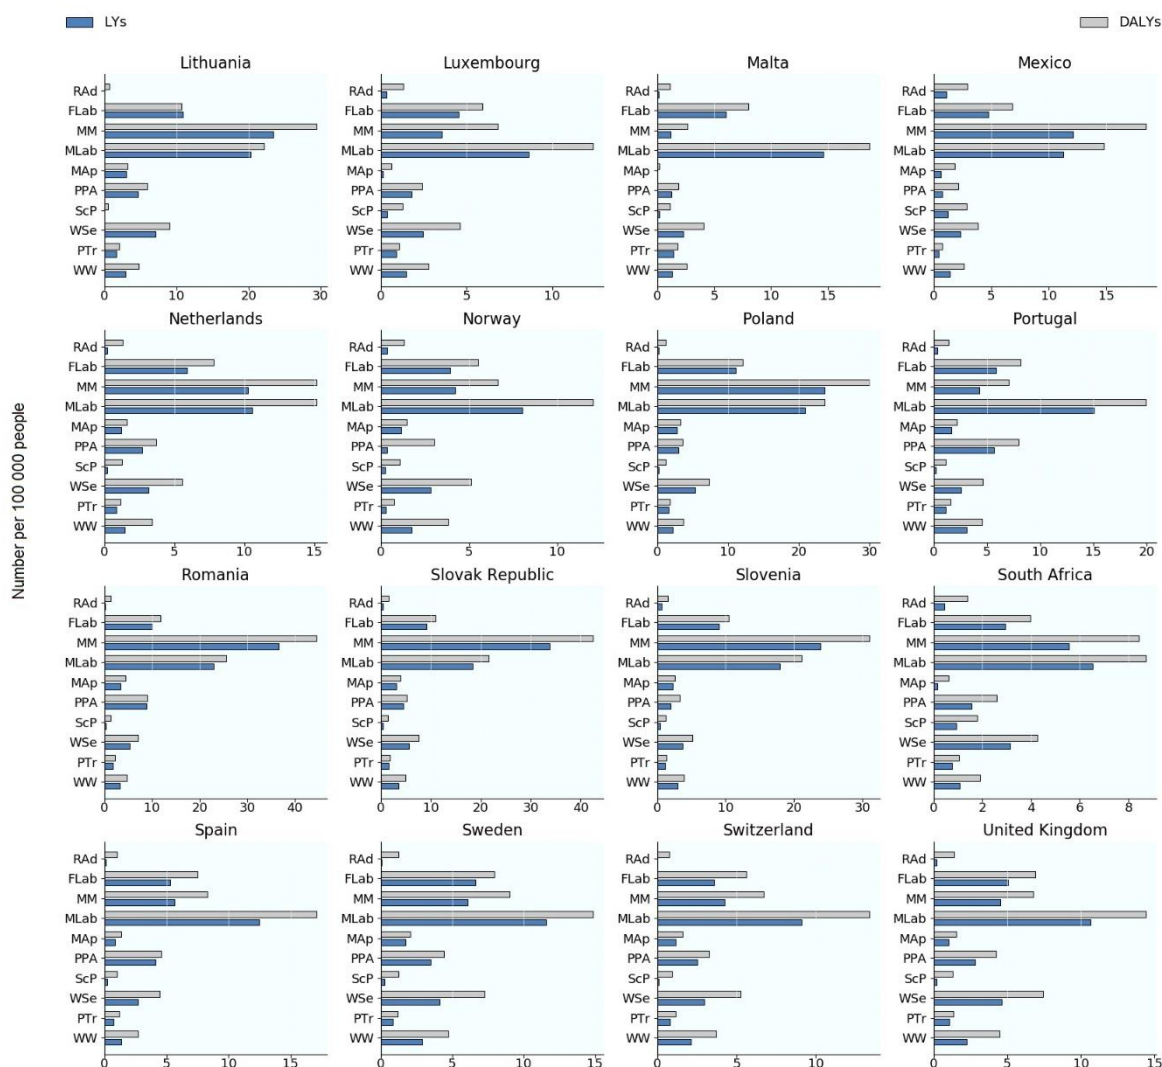 LYs
DALYs
Number per 100 000 people
Lithuania
RAd
FLab
MM
MLab
MAp
PPA
ScP
WSe
PTr
WW
0 10 20 30
Luxembourg
0 5 10
Malta
0 5 10 15
Mexico
0 5 10 15
Netherlands
RAd
FLab
MM
MLab
MAp
PPA
ScP
WSe
PTr
WW
0 5 10 15
Norway
0 5 10
Poland
0 10 20 30
Portugal
0 5 10 15 20
Romania
RAd
FLab
MM
MLab
MAp
PPA
ScP
WSe
PTr
WW
0 10 20 30 40
Slovak Republic
0 10 20 30 40
Slovenia
0 10 20 30
South Africa
0 2 4 6 8
Spain
RAd
FLab
MM
MLab
MAp
PPA
ScP
WSe
PTr
WW
0 5 10 15
Sweden
0 5 10 15
Switzerland
0 5 10
United Kingdom
0 5 10 15